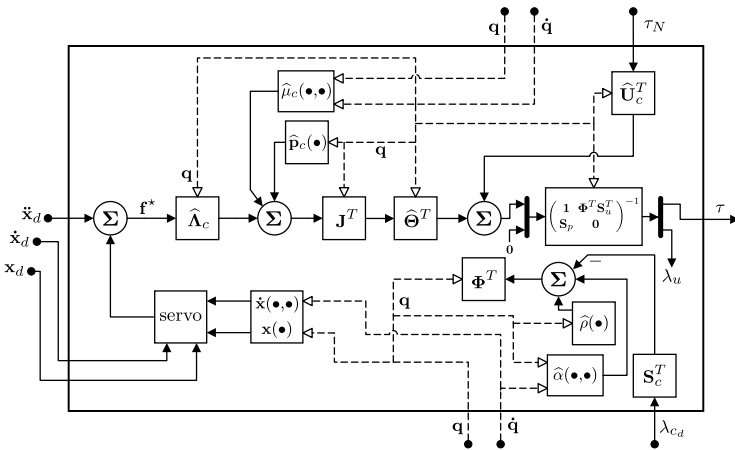 q q̇ τ_N
μ̂_c(•,•) Û_c^T
p̂_c(•) q
q
ẍ_d Σ f* Λ̂_c Σ J^T Θ̂^T Σ 0 ( 1 Φ^T S_u^T ; S_p 0 )^{-1} τ
ẋ_d
x_d
λ_u
Φ^T Σ −
q
servo ẋ(•,•) x(•) ρ̂(•)
α̂(•,•) S_c^T
q q̇ λ_{c_d}